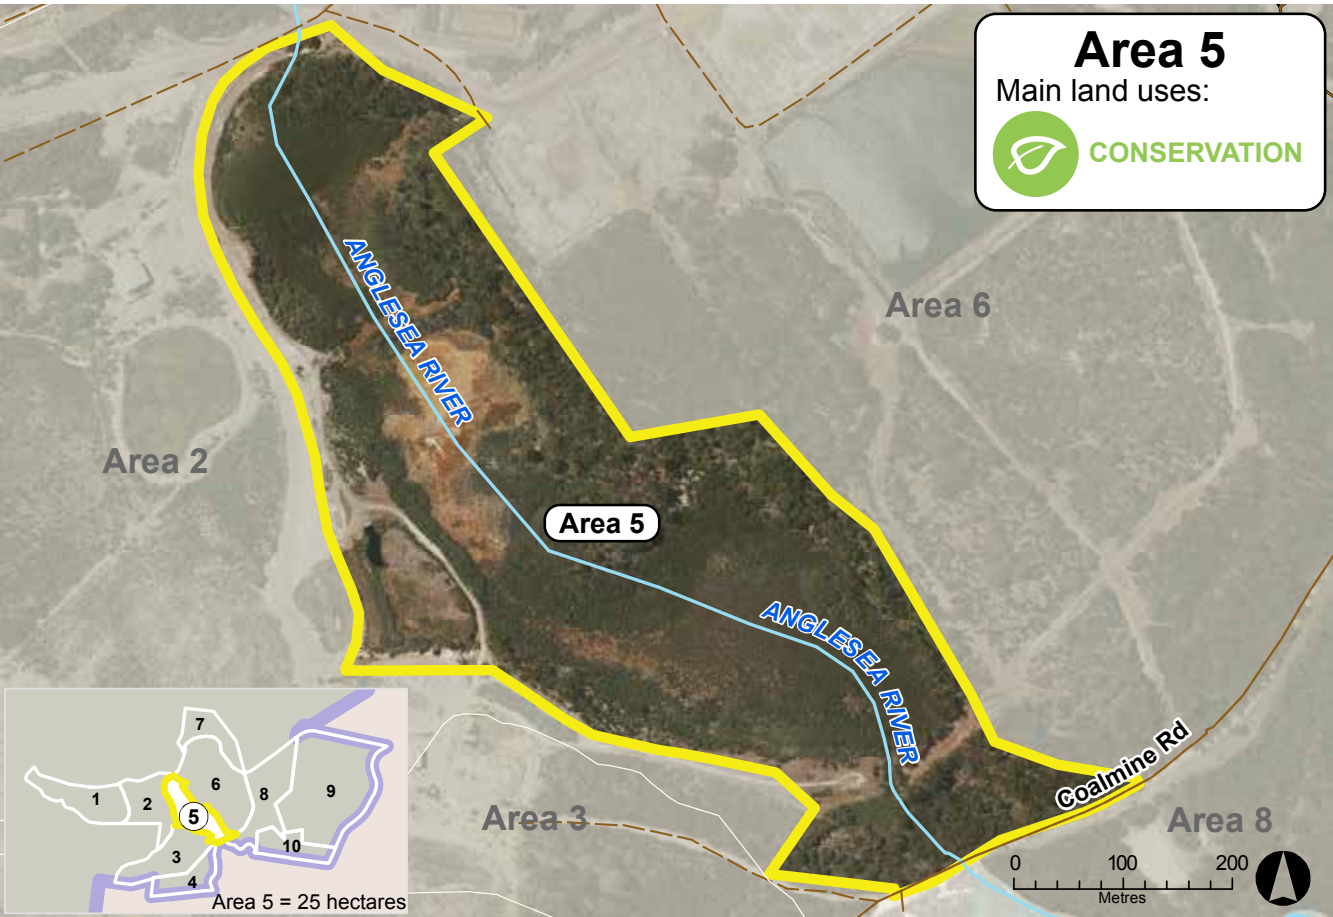 Area 5
Main land uses:
CONSERVATION
ANGLESEA RIVER
Area 6
Area 2
Area 5
ANGLESEA RIVER
Coalmine Rd
Area 3
Area 8
0 100 200
Metres
7
6
1
2
8
9
5
3
10
4
Area 5 = 25 hectares